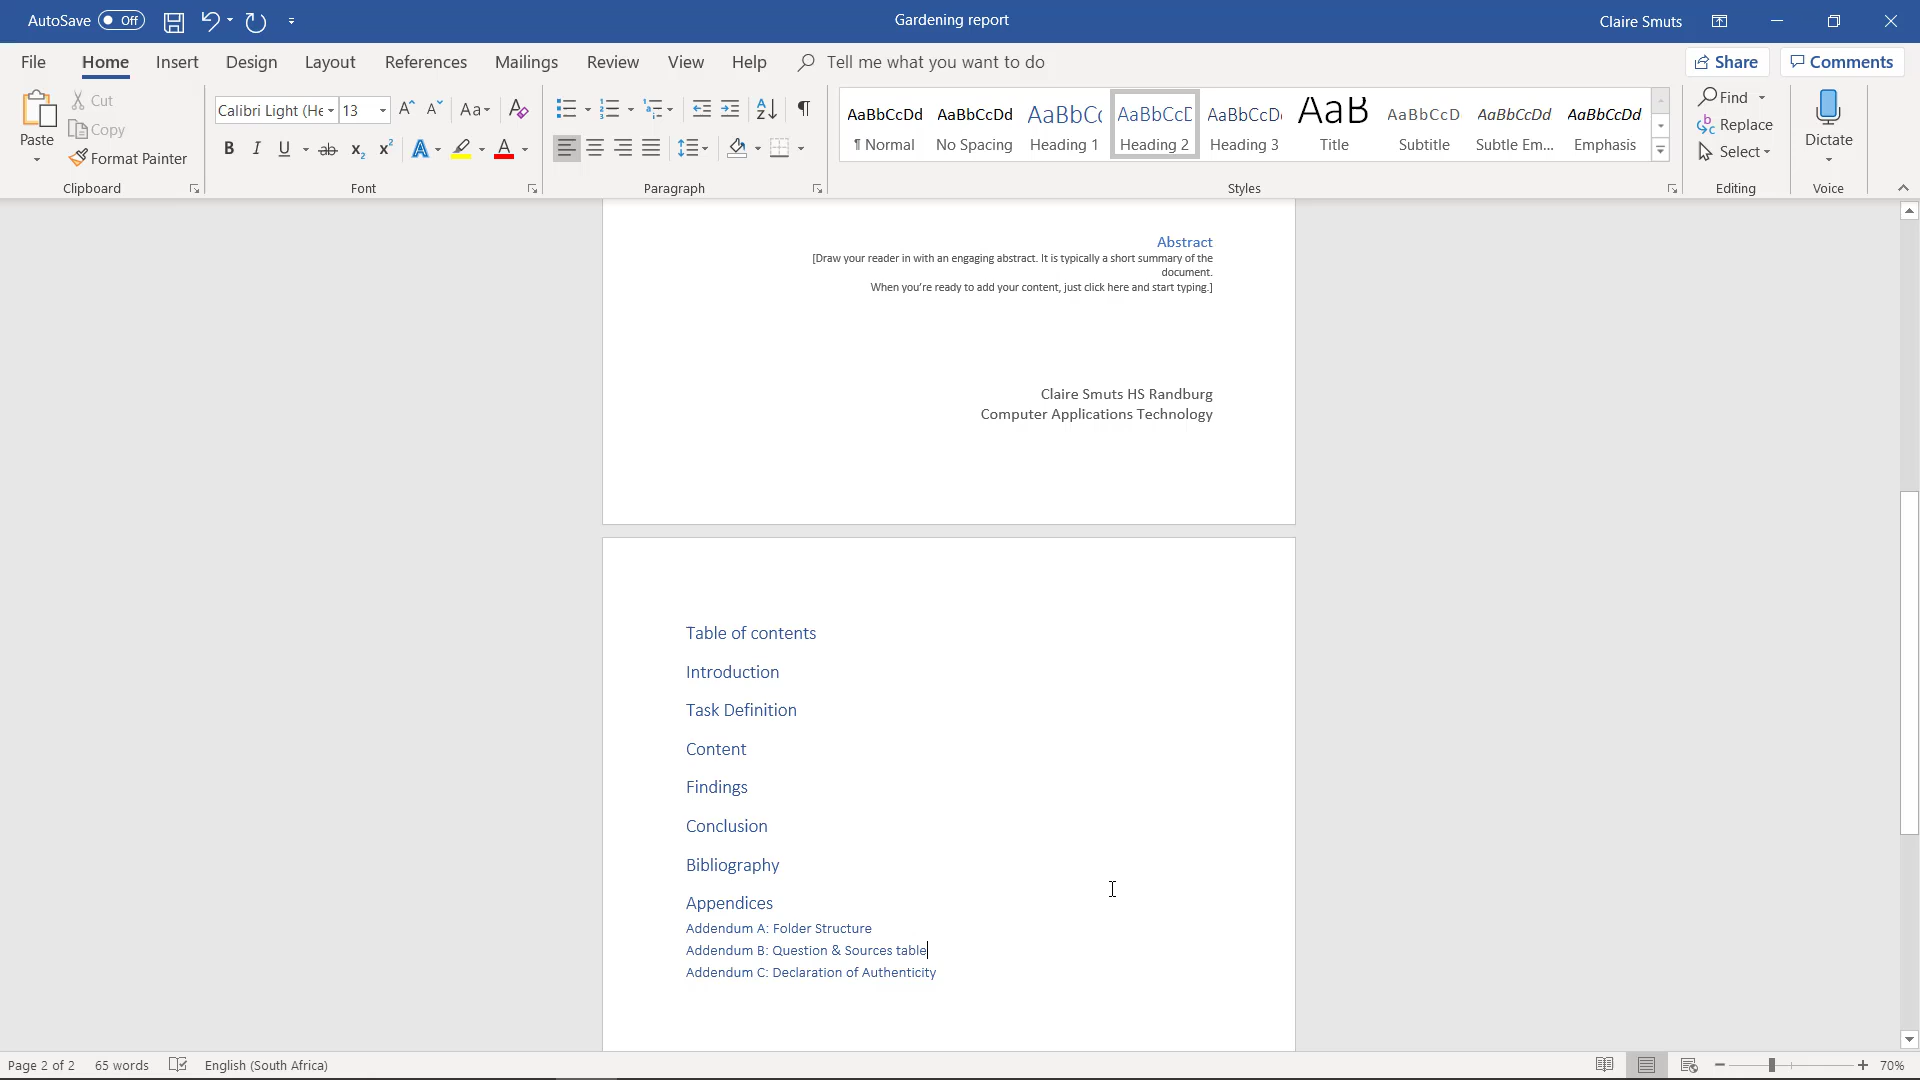 AutoSave Off
Gardening report
Claire Smuts
File Home Insert Design Layout References Mailings Review View Help Tell me what you want to do
Share Comments
Paste
Cut
Copy
Format Painter
Clipboard
Calibri Light (He 13 Aa
B I U ab x₂ x² A A
Font
Paragraph
AaBbCcDd AaBbCcDd AaBbC AaBbCcD AaBbCcD AaB AaBbCcD AaBbCcDd AaBbCcDd
¶ Normal No Spacing Heading 1 Heading 2 Heading 3 Title Subtitle Subtle Em... Emphasis
Styles
Find
Replace
Select
Editing
Dictate
Voice
Abstract
[Draw your reader in with an engaging abstract. It is typically a short summary of the
document.
When you're ready to add your content, just click here and start typing.]
Claire Smuts HS Randburg
Computer Applications Technology
Table of contents
Introduction
Task Definition
Content
Findings
Conclusion
Bibliography
Appendices
Addendum A: Folder Structure
Addendum B: Question & Sources table
Addendum C: Declaration of Authenticity
Page 2 of 2 65 words English (South Africa) 70%